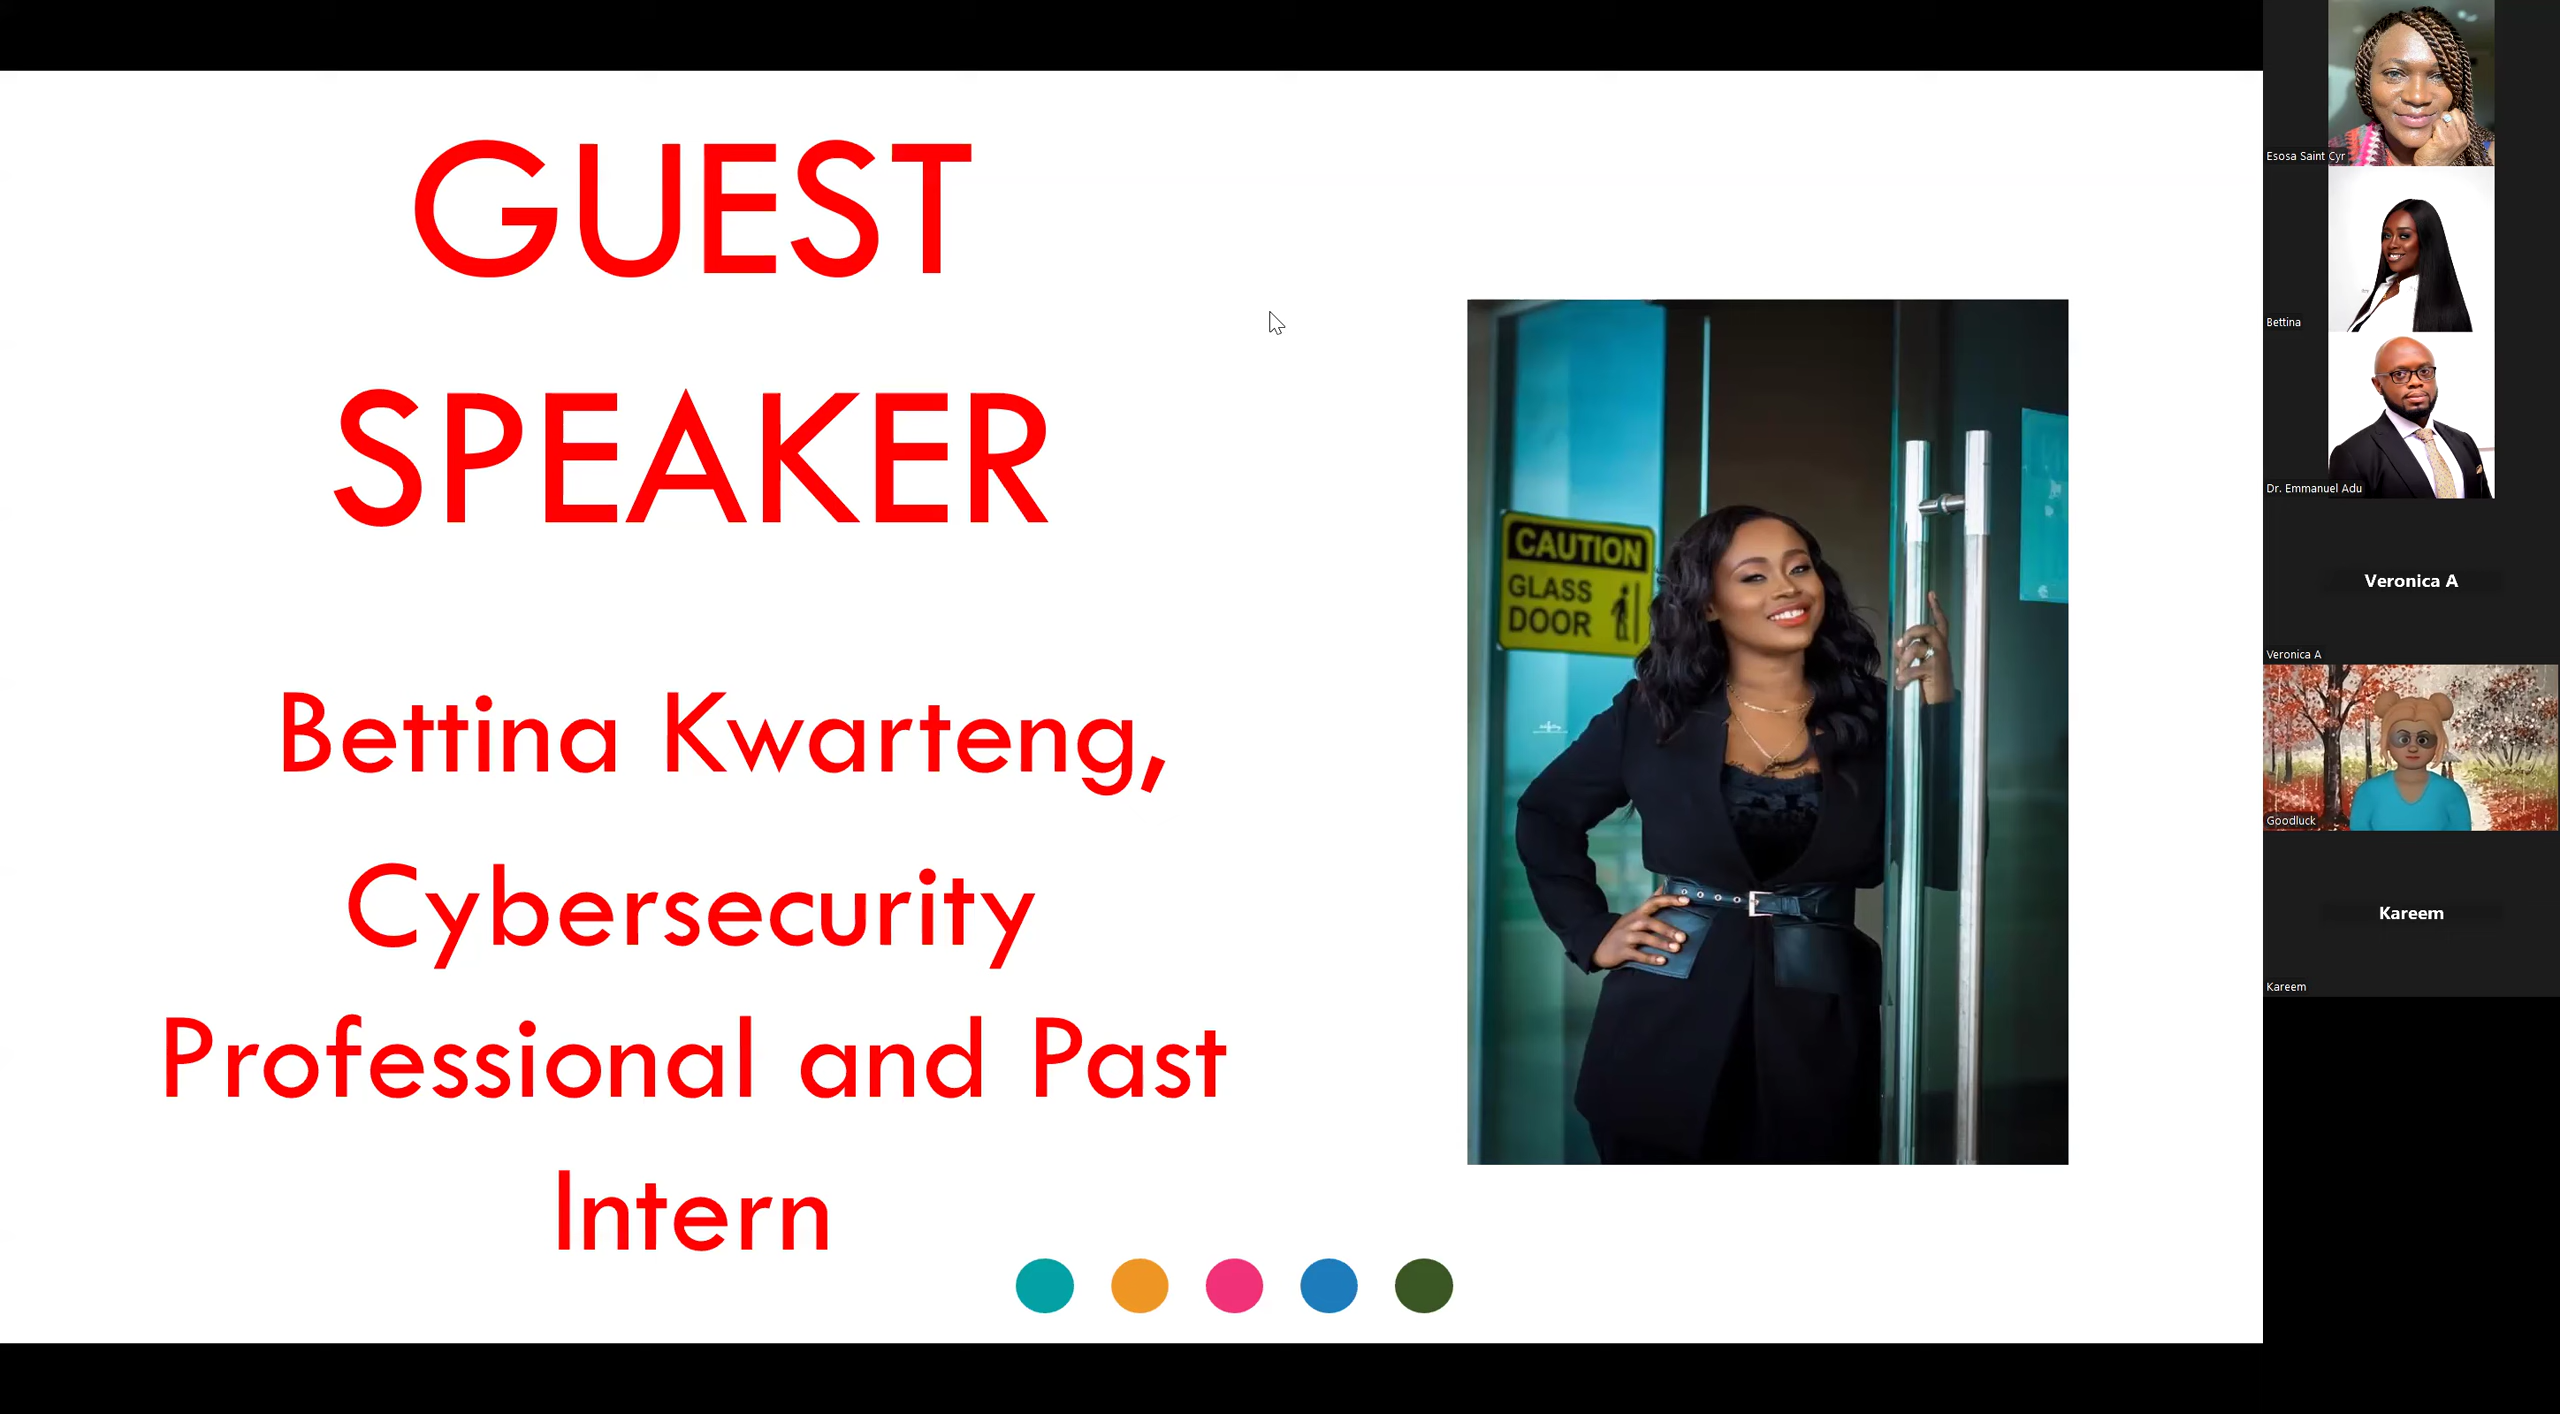 GUEST
SPEAKER
Bettina Kwarteng,
Cybersecurity
Professional and Past
Intern
CAUTION
GLASS
DOOR
Esosa Saint Cyr
Bettina
Dr. Emmanuel Adu
Veronica A
Veronica A
Goodluck
Kareem
Kareem